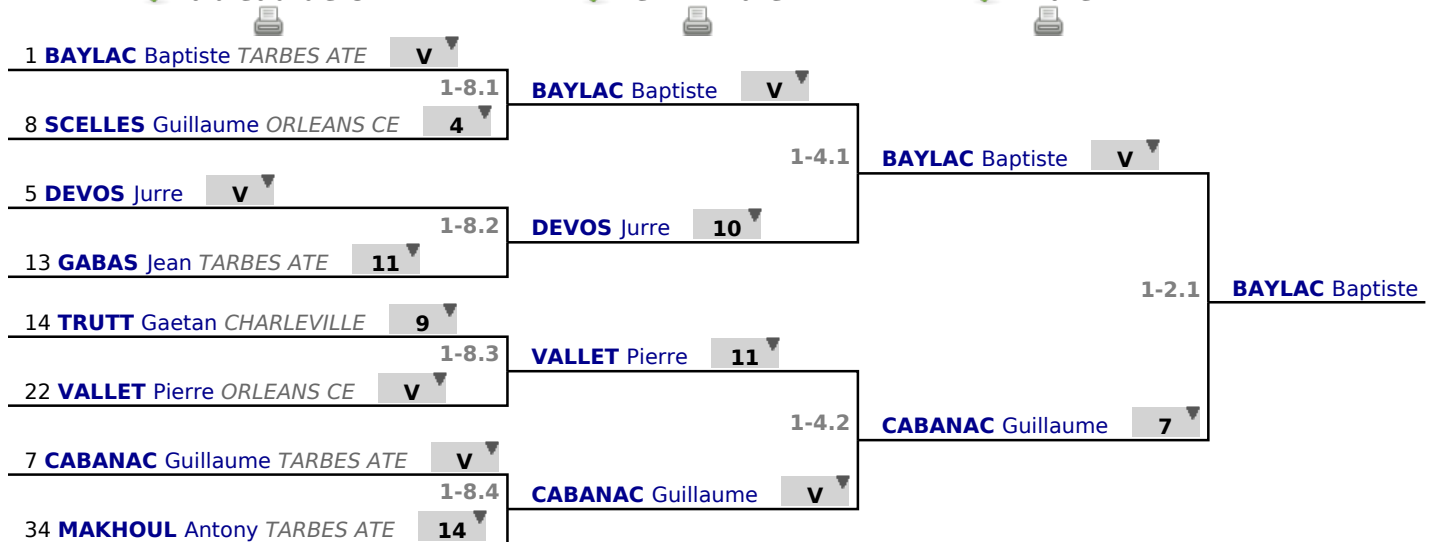 1 BAYLAC Baptiste TARBES ATE V
1-8.1
8 SCELLES Guillaume ORLEANS CE 4
5 DEVOS Jurre V
1-8.2
13 GABAS Jean TARBES ATE 11
14 TRUTT Gaetan CHARLEVILLE 9
1-8.3
22 VALLET Pierre ORLEANS CE V
7 CABANAC Guillaume TARBES ATE V
1-8.4
34 MAKHOUL Antony TARBES ATE 14
BAYLAC Baptiste V
1-4.1
DEVOS Jurre 10
VALLET Pierre 11
1-4.2
CABANAC Guillaume V
BAYLAC Baptiste V
1-2.1
CABANAC Guillaume 7
BAYLAC Baptiste